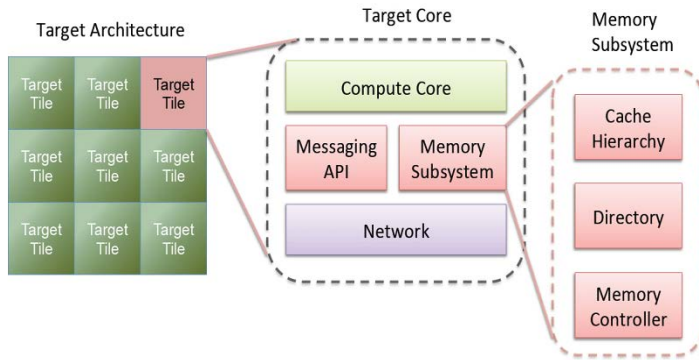 Target Architecture
Target
Tile
Target
Tile
Target
Tile
Target
Tile
Target
Tile
Target
Tile
Target
Tile
Target
Tile
Target
Tile
Target Core
Compute Core
Messaging
API
Memory
Subsystem
Network
Memory
Subsystem
Cache
Hierarchy
Directory
Memory
Controller